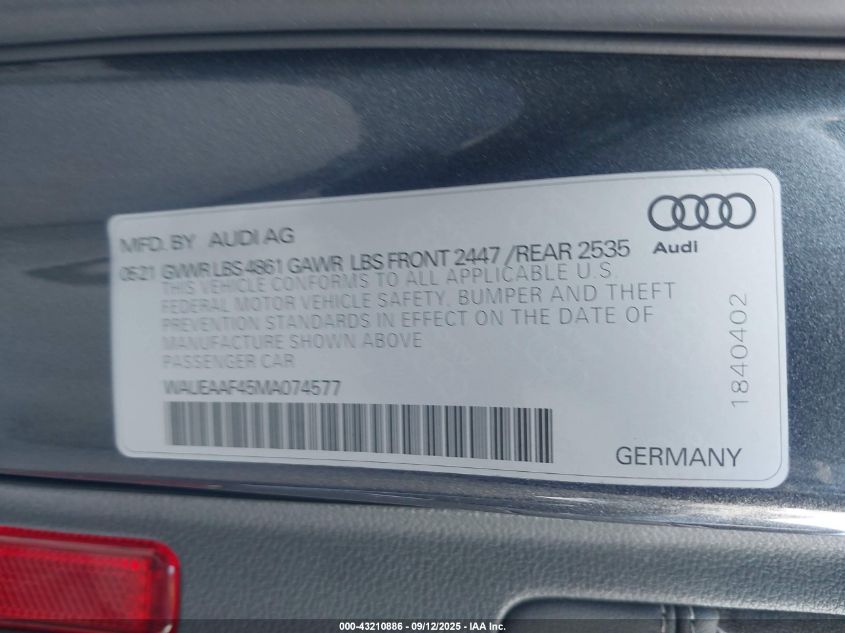 MFD. BY AUDI AG
Audi
06.21 GVWR LBS 4861 GAWR LBS FRONT 2447 /REAR 2535
THIS VEHICLE CONFORMS TO ALL APPLICABLE U.S.
FEDERAL MOTOR VEHICLE SAFETY, BUMPER AND THEFT
PREVENTION STANDARDS IN EFFECT ON THE DATE OF
MANUFACTURE SHOWN ABOVE
PASSENGER CAR
WAUEAAF45MA074577
1840402
GERMANY
000-43210886 - 09/12/2025 - IAA Inc.